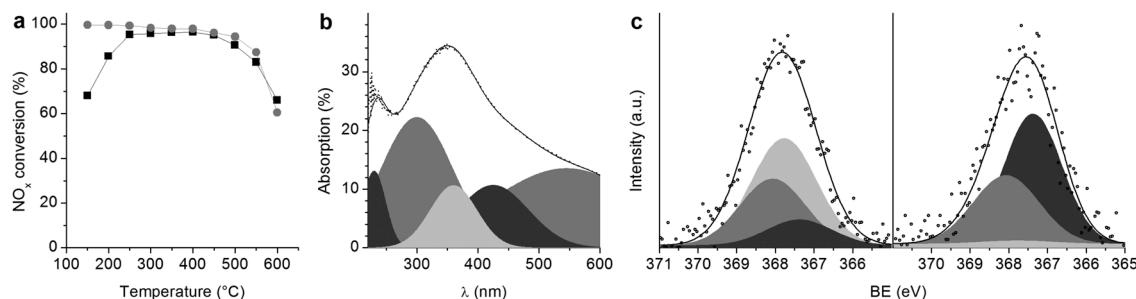 a
NOx conversion (%)
100
80
60
40
20
0
100 200 300 400 500 600
Temperature (°C)
b
Absorption (%)
30
20
10
0
300 400 500 600
λ (nm)
c
Intensity (a.u.)
371 370 369 368 367 366
370 369 368 367 366 365
BE (eV)